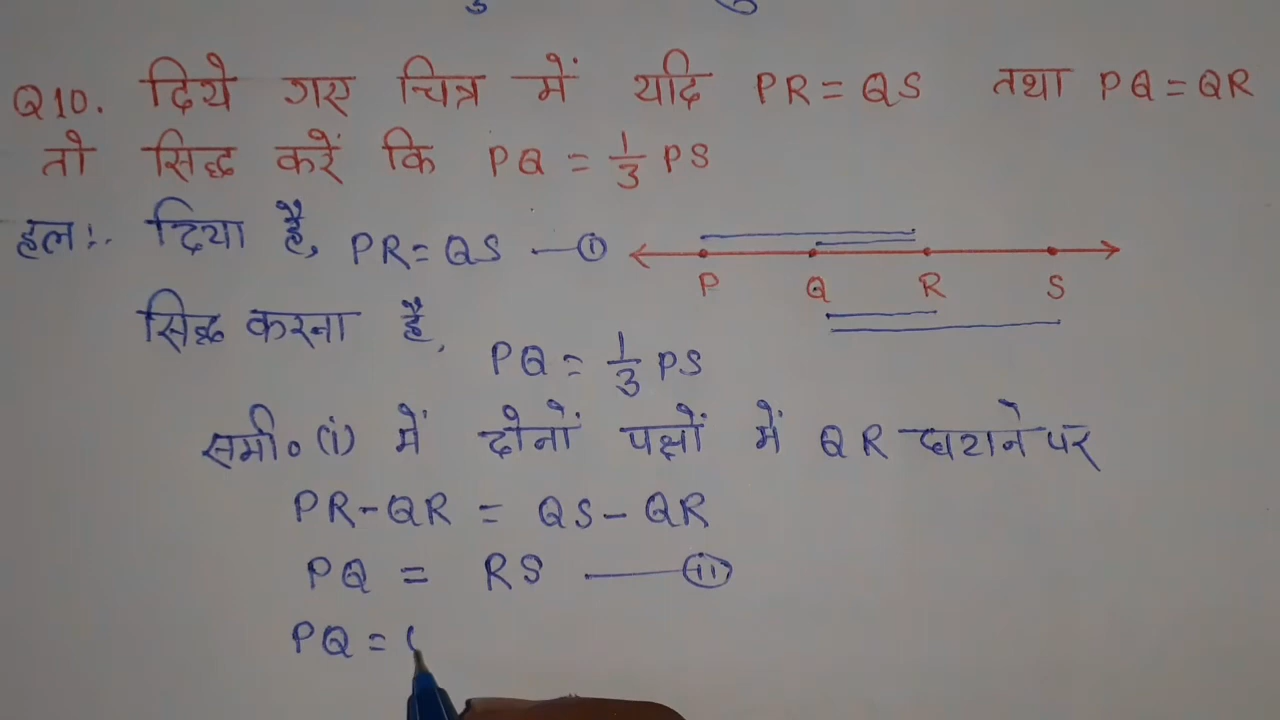 Q10. दिये गए चित्र में यदि PR = QS तथा PQ = QR
तो सिद्ध करें कि PQ = 1/3 PS
हल:. दिया है, PR = QS —(i)
P Q R S
सिद्ध करना है,
PQ = 1/3 PS
समी० (i) में दोनों पक्षों में QR घटाने पर
PR - QR = QS - QR
PQ = RS —(ii)
PQ =